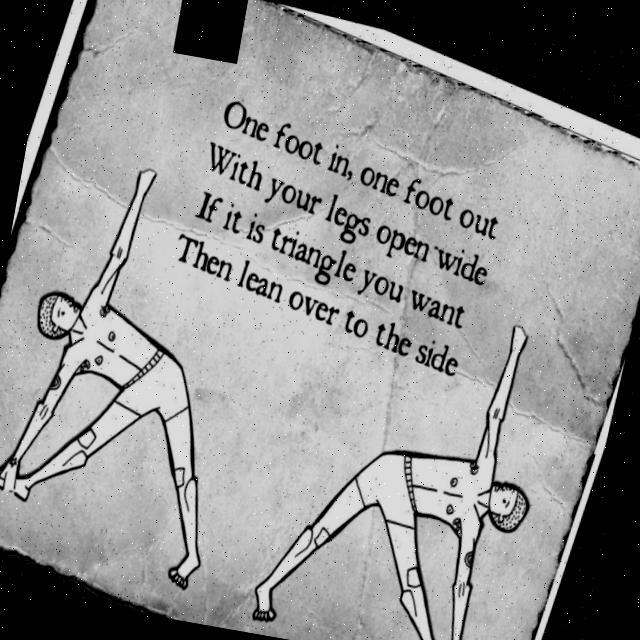 One foot in, one foot out
With your legs open wide
If it is triangle you want
Then lean over to the side